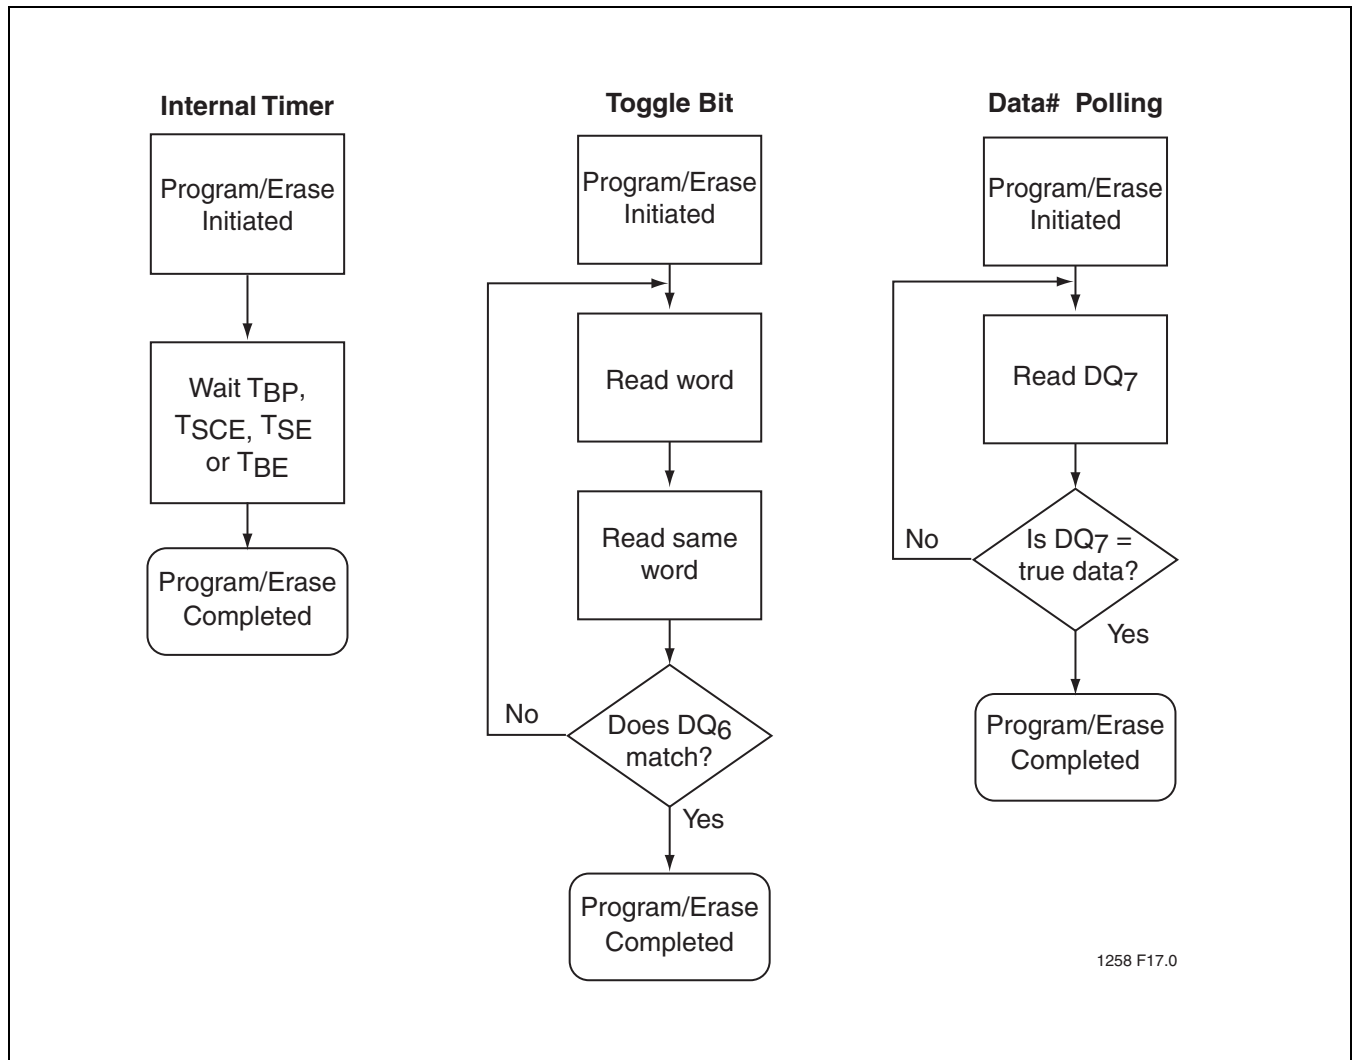 Internal Timer
Program/Erase
Initiated
Wait TBP,
TSCE, TSE
or TBE
Program/Erase
Completed
Toggle Bit
Program/Erase
Initiated
Read word
Read same
word
Does DQ6
match?
No
Yes
Program/Erase
Completed
Data# Polling
Program/Erase
Initiated
Read DQ7
Is DQ7 =
true data?
No
Yes
Program/Erase
Completed
1258 F17.0